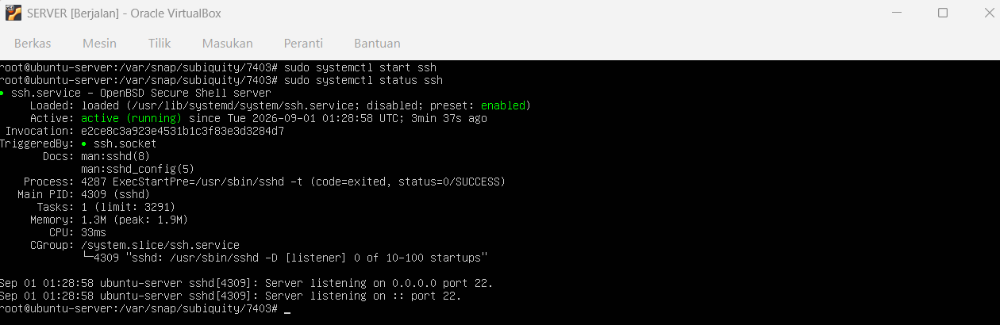 SERVER [Berjalan] - Oracle VirtualBox
Berkas Mesin Tilik Masukan Peranti Bantuan
root@ubuntu-server:/var/snap/subiquity/7403# sudo systemctl start ssh
root@ubuntu-server:/var/snap/subiquity/7403# sudo systemctl status ssh
● ssh.service - OpenBSD Secure Shell server
Loaded: loaded (/usr/lib/systemd/system/ssh.service; disabled; preset: enabled)
Active: active (running) since Tue 2026-09-01 01:28:58 UTC; 3min 37s ago
Invocation: e2ce8c3a923e4531b1c3f83e3d3284d7
TriggeredBy: ● ssh.socket
Docs: man:sshd(8)
man:sshd_config(5)
Process: 4287 ExecStartPre=/usr/sbin/sshd -t (code=exited, status=0/SUCCESS)
Main PID: 4309 (sshd)
Tasks: 1 (limit: 3291)
Memory: 1.3M (peak: 1.9M)
CPU: 33ms
CGroup: /system.slice/ssh.service
└─4309 "sshd: /usr/sbin/sshd -D [listener] 0 of 10-100 startups"
Sep 01 01:28:58 ubuntu-server sshd[4309]: Server listening on 0.0.0.0 port 22.
Sep 01 01:28:58 ubuntu-server sshd[4309]: Server listening on :: port 22.
root@ubuntu-server:/var/snap/subiquity/7403# _